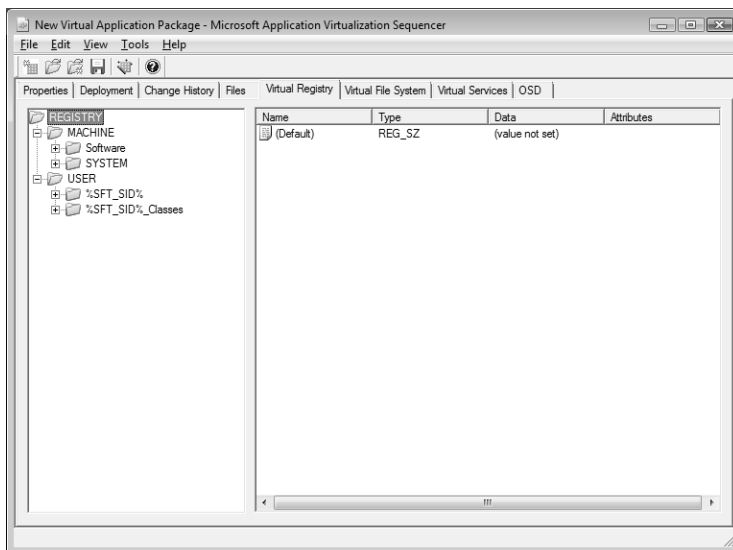 New Virtual Application Package - Microsoft Application Virtualization Sequencer
File Edit View Tools Help
Properties Deployment Change History Files Virtual Registry Virtual File System Virtual Services OSD
REGISTRY
MACHINE
Software
SYSTEM
USER
%SFT_SID%
%SFT_SID%_Classes
Name Type Data Attributes
(Default) REG_SZ (value not set)